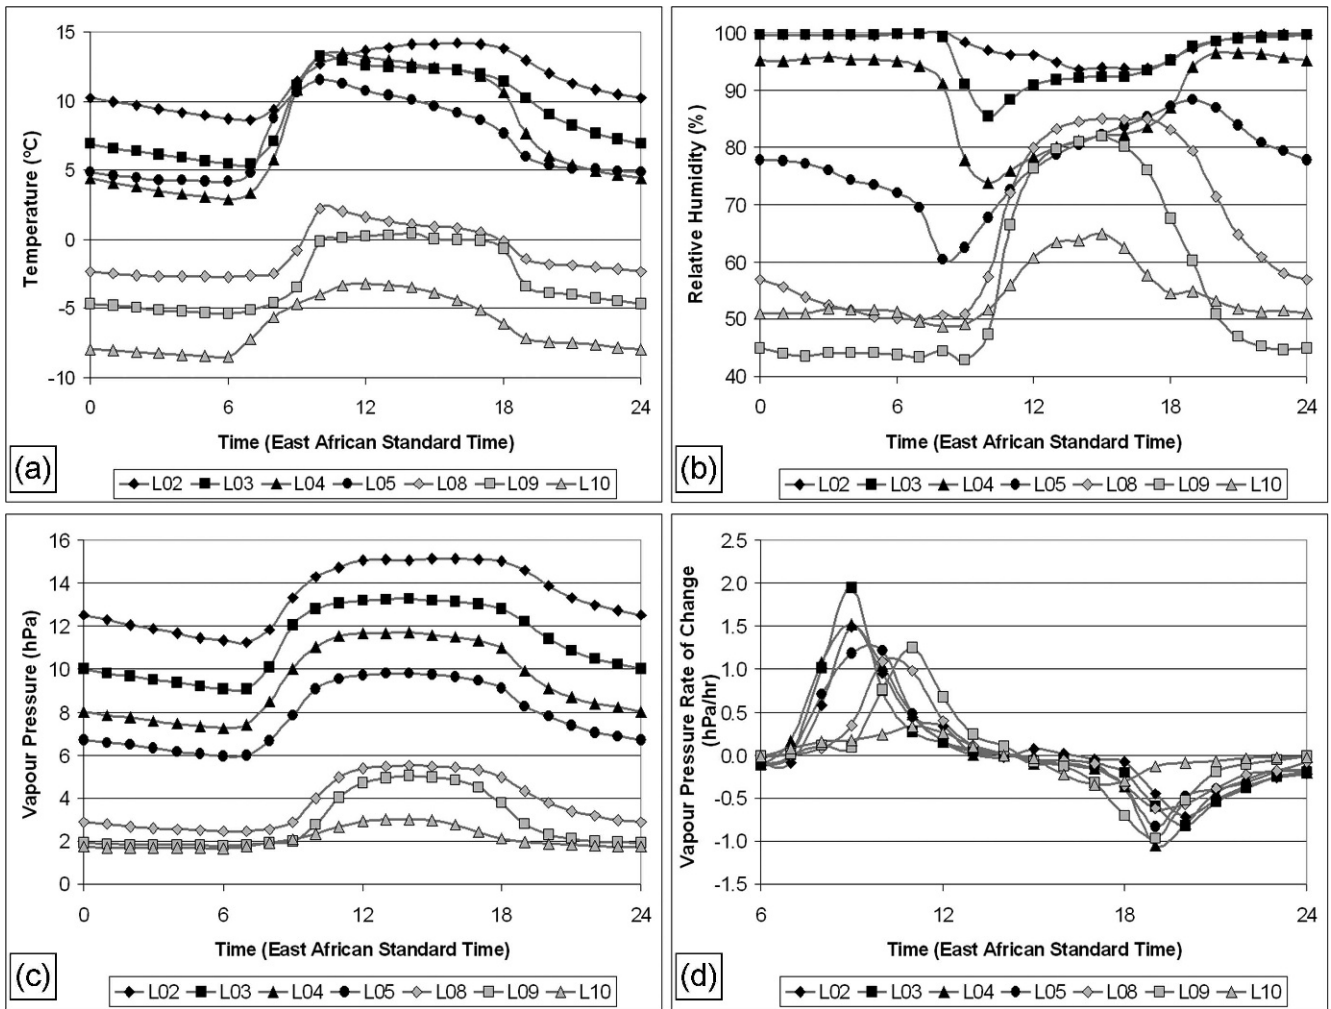 15
10
5
0
-5
-10
Temperature (°C)
0 6 12 18 24
Time (East African Standard Time)
(a)
L02 L03 L04 L05 L08 L09 L10
100
90
80
70
60
50
40
Relative Humidity (%)
0 6 12 18 24
Time (East African Standard Time)
(b)
L02 L03 L04 L05 L08 L09 L10
16
14
12
10
8
6
4
2
0
Vapour Pressure (hPa)
0 6 12 18 24
Time (East African Standard Time)
(c)
L02 L03 L04 L05 L08 L09 L10
2.5
2.0
1.5
1.0
0.5
0.0
-0.5
-1.0
-1.5
Vapour Pressure Rate of Change
(hPa/hr)
6 12 18 24
Time (East African Standard Time)
(d)
L02 L03 L04 L05 L08 L09 L10